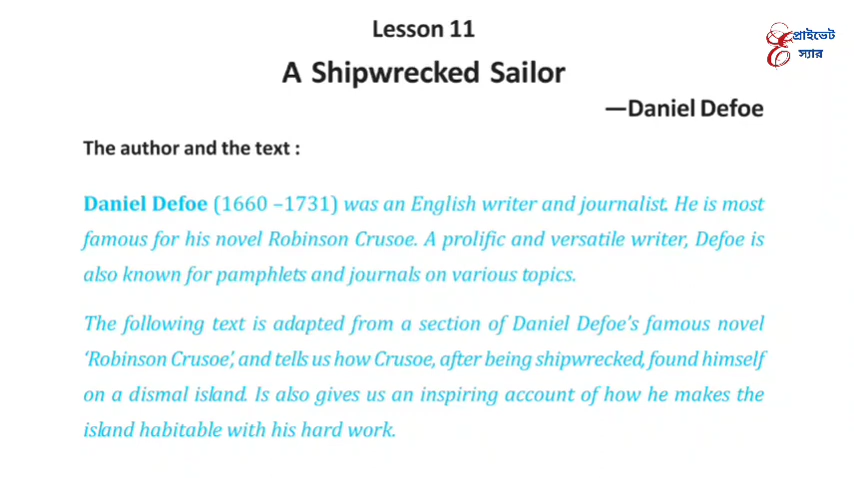 Lesson 11
প্রাইভেট
স্যার
A Shipwrecked Sailor
—Daniel Defoe
The author and the text :
Daniel Defoe (1660 –1731) was an English writer and journalist. He is most
famous for his novel Robinson Crusoe. A prolific and versatile writer, Defoe is
also known for pamphlets and journals on various topics.
The following text is adapted from a section of Daniel Defoe's famous novel
'Robinson Crusoe', and tells us how Crusoe, after being shipwrecked, found himself
on a dismal island. Is also gives us an inspiring account of how he makes the
island habitable with his hard work.